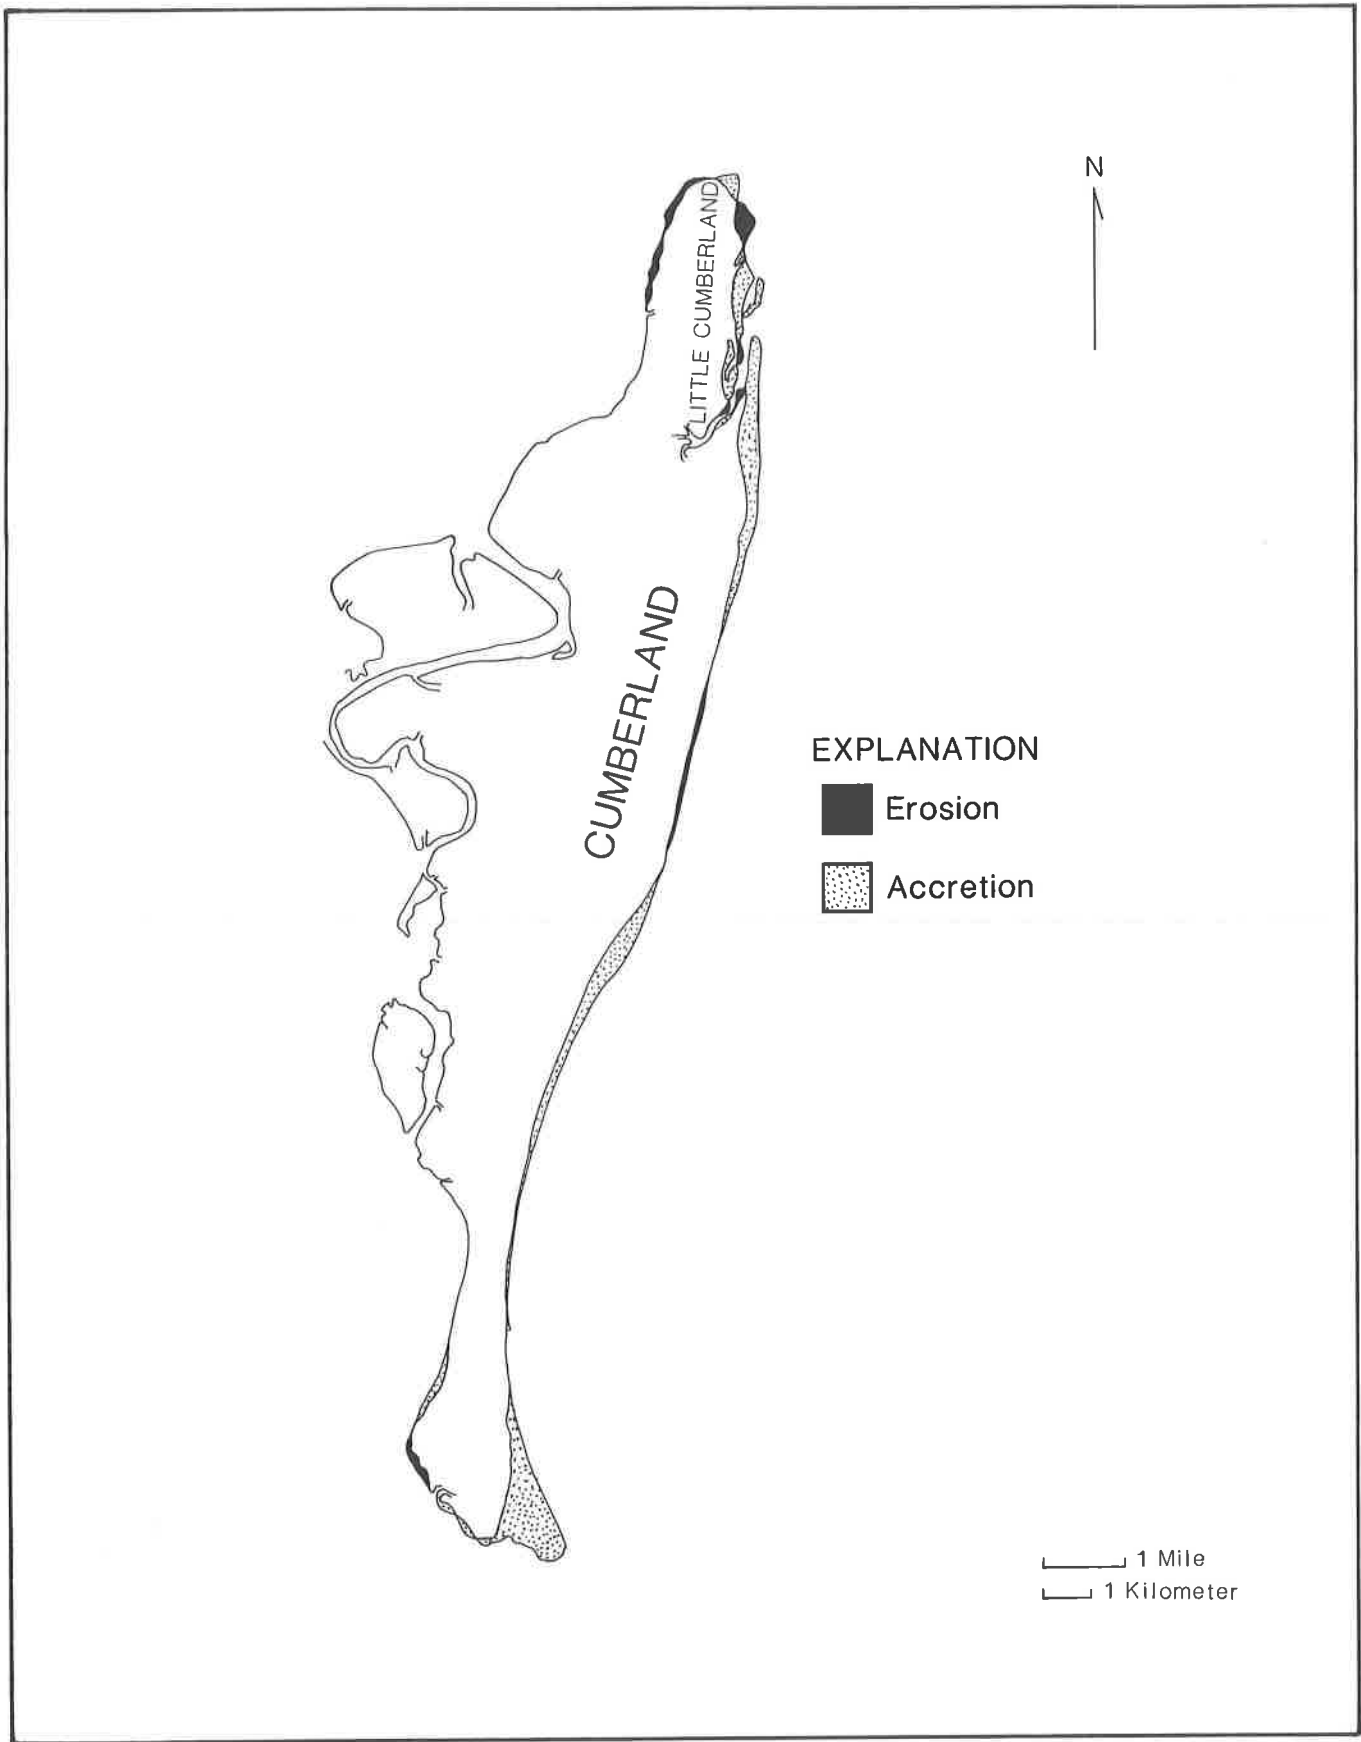 N
LITTLE CUMBERLAND
CUMBERLAND
EXPLANATION
Erosion
Accretion
1 Mile
1 Kilometer